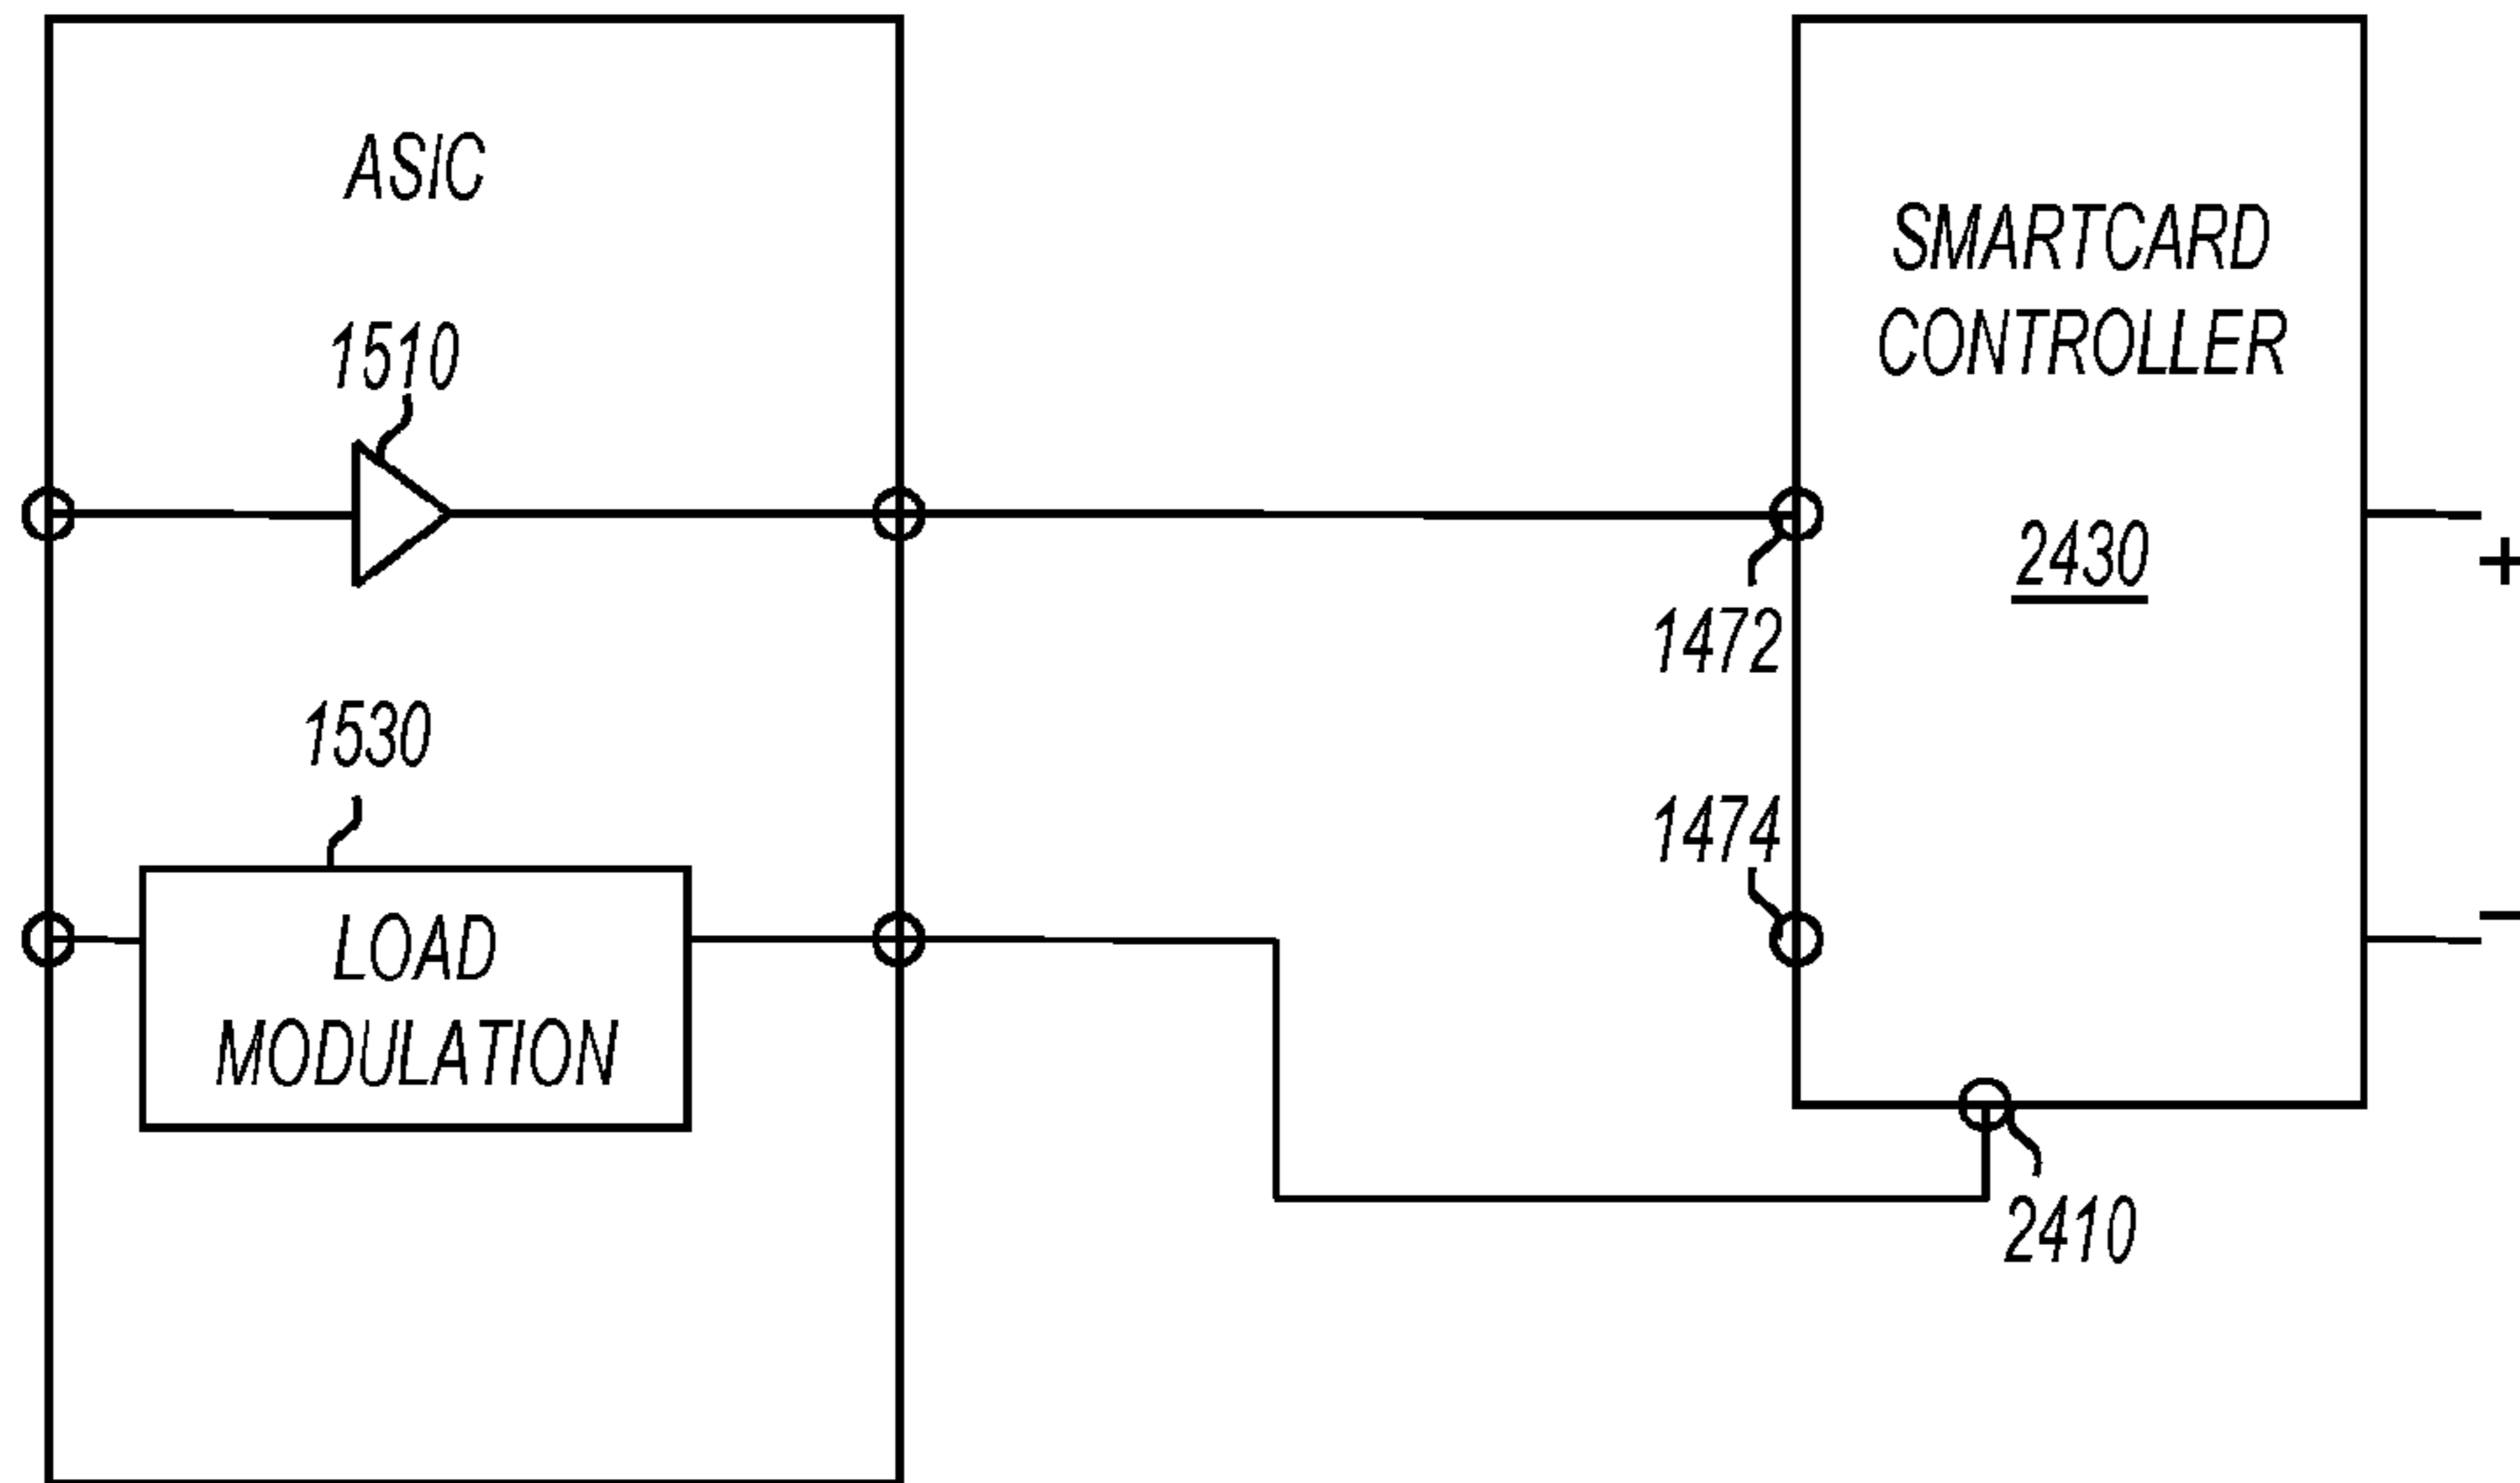 ASIC
1510
1530
LOAD
MODULATION
SMARTCARD
CONTROLLER
2430
1472
1474
2410
+
−